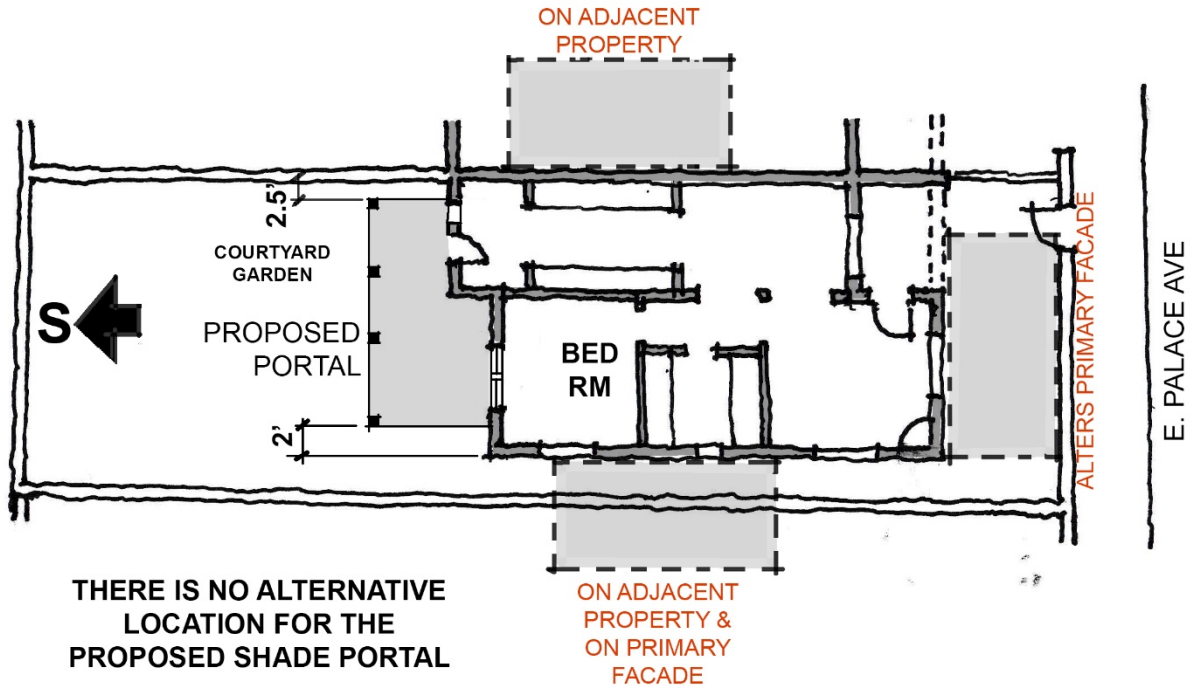 ON ADJACENT
PROPERTY
2.5'
COURTYARD
GARDEN
S
PROPOSED
PORTAL
BED
RM
2'
ALTERS PRIMARY FACADE
E. PALACE AVE
THERE IS NO ALTERNATIVE
LOCATION FOR THE
PROPOSED SHADE PORTAL
ON ADJACENT
PROPERTY &
ON PRIMARY
FACADE